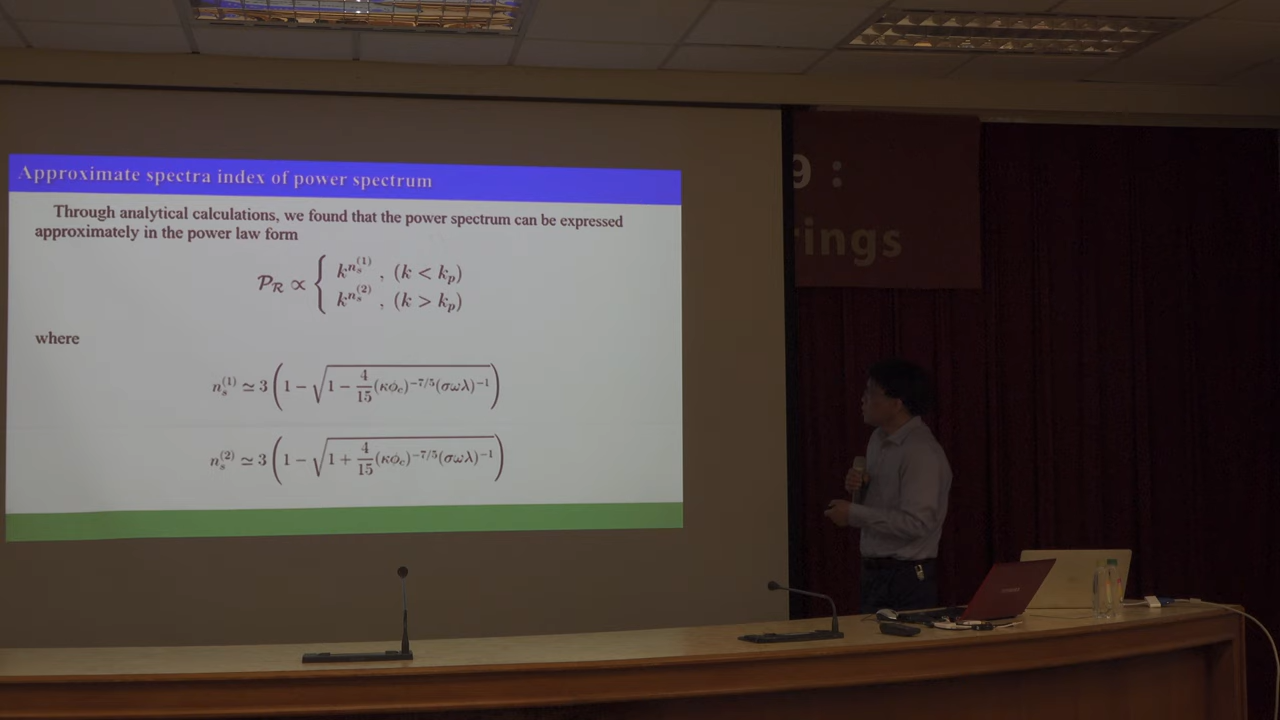 Approximate spectra index of power spectrum
Through analytical calculations, we found that the power spectrum can be expressed
approximately in the power law form
𝒫_ℛ ∝ { k^{n_s^{(1)}} , (k < k_p)
k^{n_s^{(2)}} , (k > k_p)
where
n_s^{(1)} ≃ 3 ( 1 − √( 1 − 4/15 (κϕ_c)^{−7/5} (σωλ)^{−1} ) )
n_s^{(2)} ≃ 3 ( 1 − √( 1 + 4/15 (κϕ_c)^{−7/5} (σωλ)^{−1} ) )
9 :
rings